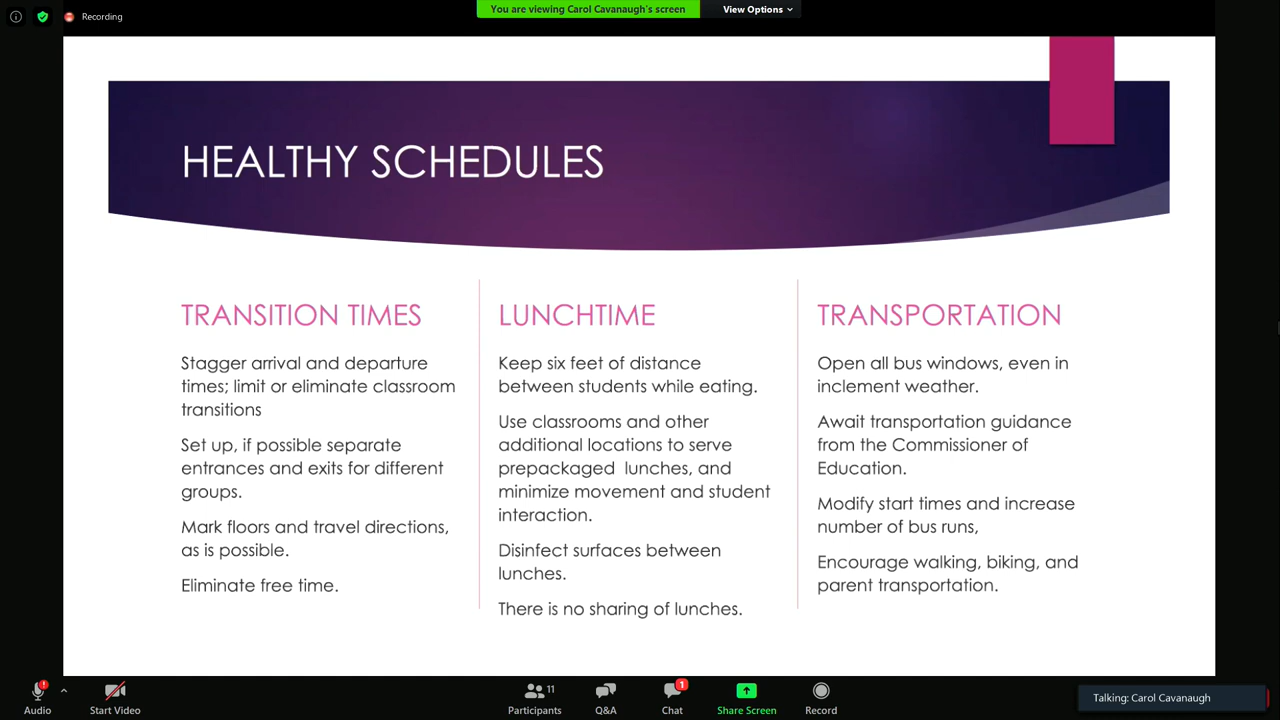 Recording
You are viewing Carol Cavanaugh's screen
View Options
HEALTHY SCHEDULES
TRANSITION TIMES
Stagger arrival and departure
times; limit or eliminate classroom
transitions
Set up, if possible separate
entrances and exits for different
groups.
Mark floors and travel directions,
as is possible.
Eliminate free time.
LUNCHTIME
Keep six feet of distance
between students while eating.
Use classrooms and other
additional locations to serve
prepackaged lunches, and
minimize movement and student
interaction.
Disinfect surfaces between
lunches.
There is no sharing of lunches.
TRANSPORTATION
Open all bus windows, even in
inclement weather.
Await transportation guidance
from the Commissioner of
Education.
Modify start times and increase
number of bus runs,
Encourage walking, biking, and
parent transportation.
Audio
Start Video
11
Participants
Q&A
1
Chat
Share Screen
Record
Talking: Carol Cavanaugh